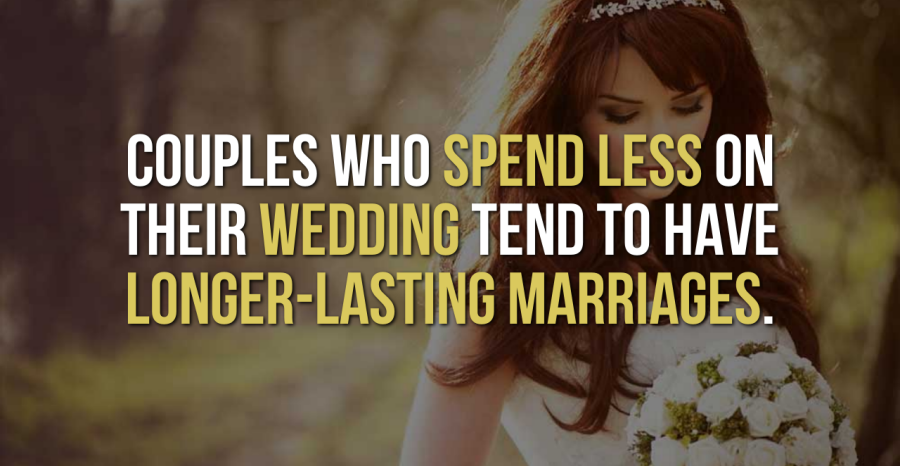 COUPLES WHO SPEND LESS ON
THEIR WEDDING TEND TO HAVE
LONGER-LASTING MARRIAGES.